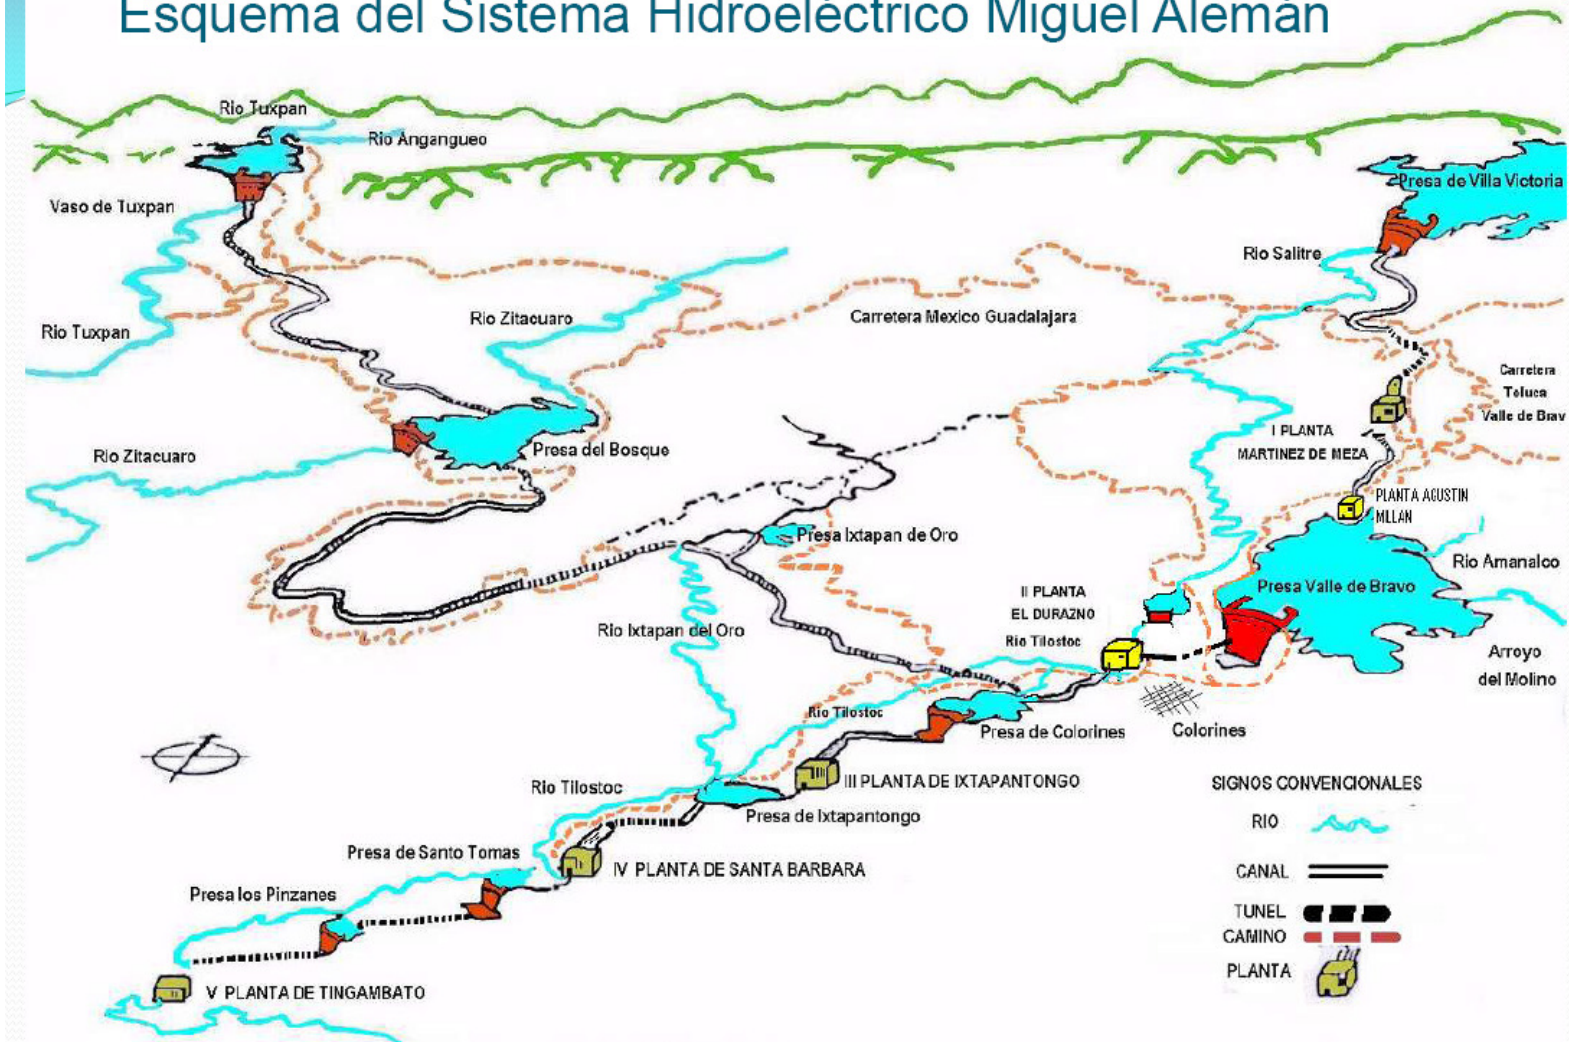 Esquema del Sistema Hidroeléctrico Miguel Alemán
Rio Tuxpan
Rio Angangueo
Presa de Villa Victoria
Vaso de Tuxpan
Rio Salitre
Rio Zitacuaro
Carretera Mexico Guadalajara
Rio Tuxpan
Carretera
Toluca
Valle de Brav
I PLANTA
MARTINEZ DE MEZA
Presa del Bosque
Rio Zitacuaro
PLANTA AGUSTIN
MLLAN
Presa Ixtapan de Oro
Rio Amanalco
Presa Valle de Bravo
II PLANTA
EL DURAZNO
Rio Tilostoc
Rio Ixtapan del Oro
Arroyo
del Molino
Rio Tilostoc
Presa de Colorines
Colorines
III PLANTA DE IXTAPANTONGO
Rio Tilostoc
Presa de Ixtapantongo
Presa de Santo Tomas
IV PLANTA DE SANTA BARBARA
Presa los Pinzanes
V PLANTA DE TINGAMBATO
SIGNOS CONVENCIONALES
RIO
CANAL
TUNEL
CAMINO
PLANTA